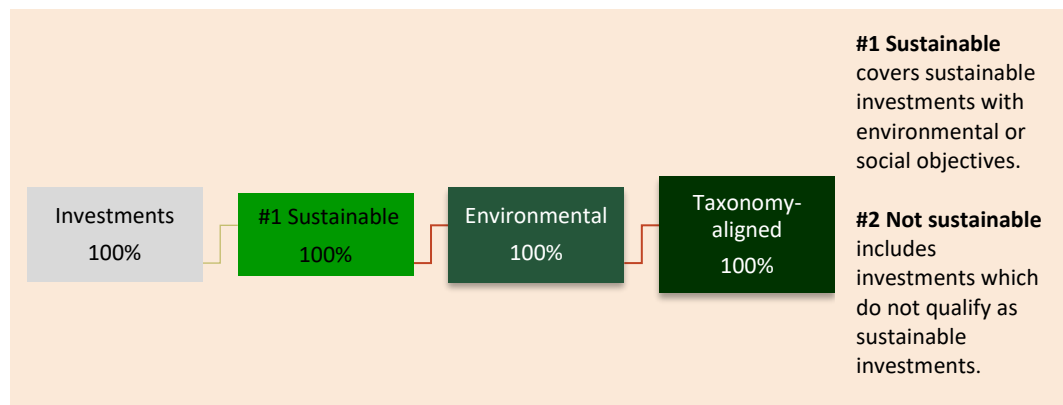 Investments
100%
#1 Sustainable
100%
Environmental
100%
Taxonomy-
aligned
100%
#1 Sustainable
covers sustainable
investments with
environmental or
social objectives.
#2 Not sustainable
includes
investments which
do not qualify as
sustainable
investments.